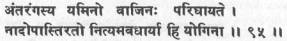 अंतरंगस्य यमिनो वाजिनः परिघायते ।
नादोपास्तिरतो नित्यमवधार्या हि योगिना ।। ९५ ।।